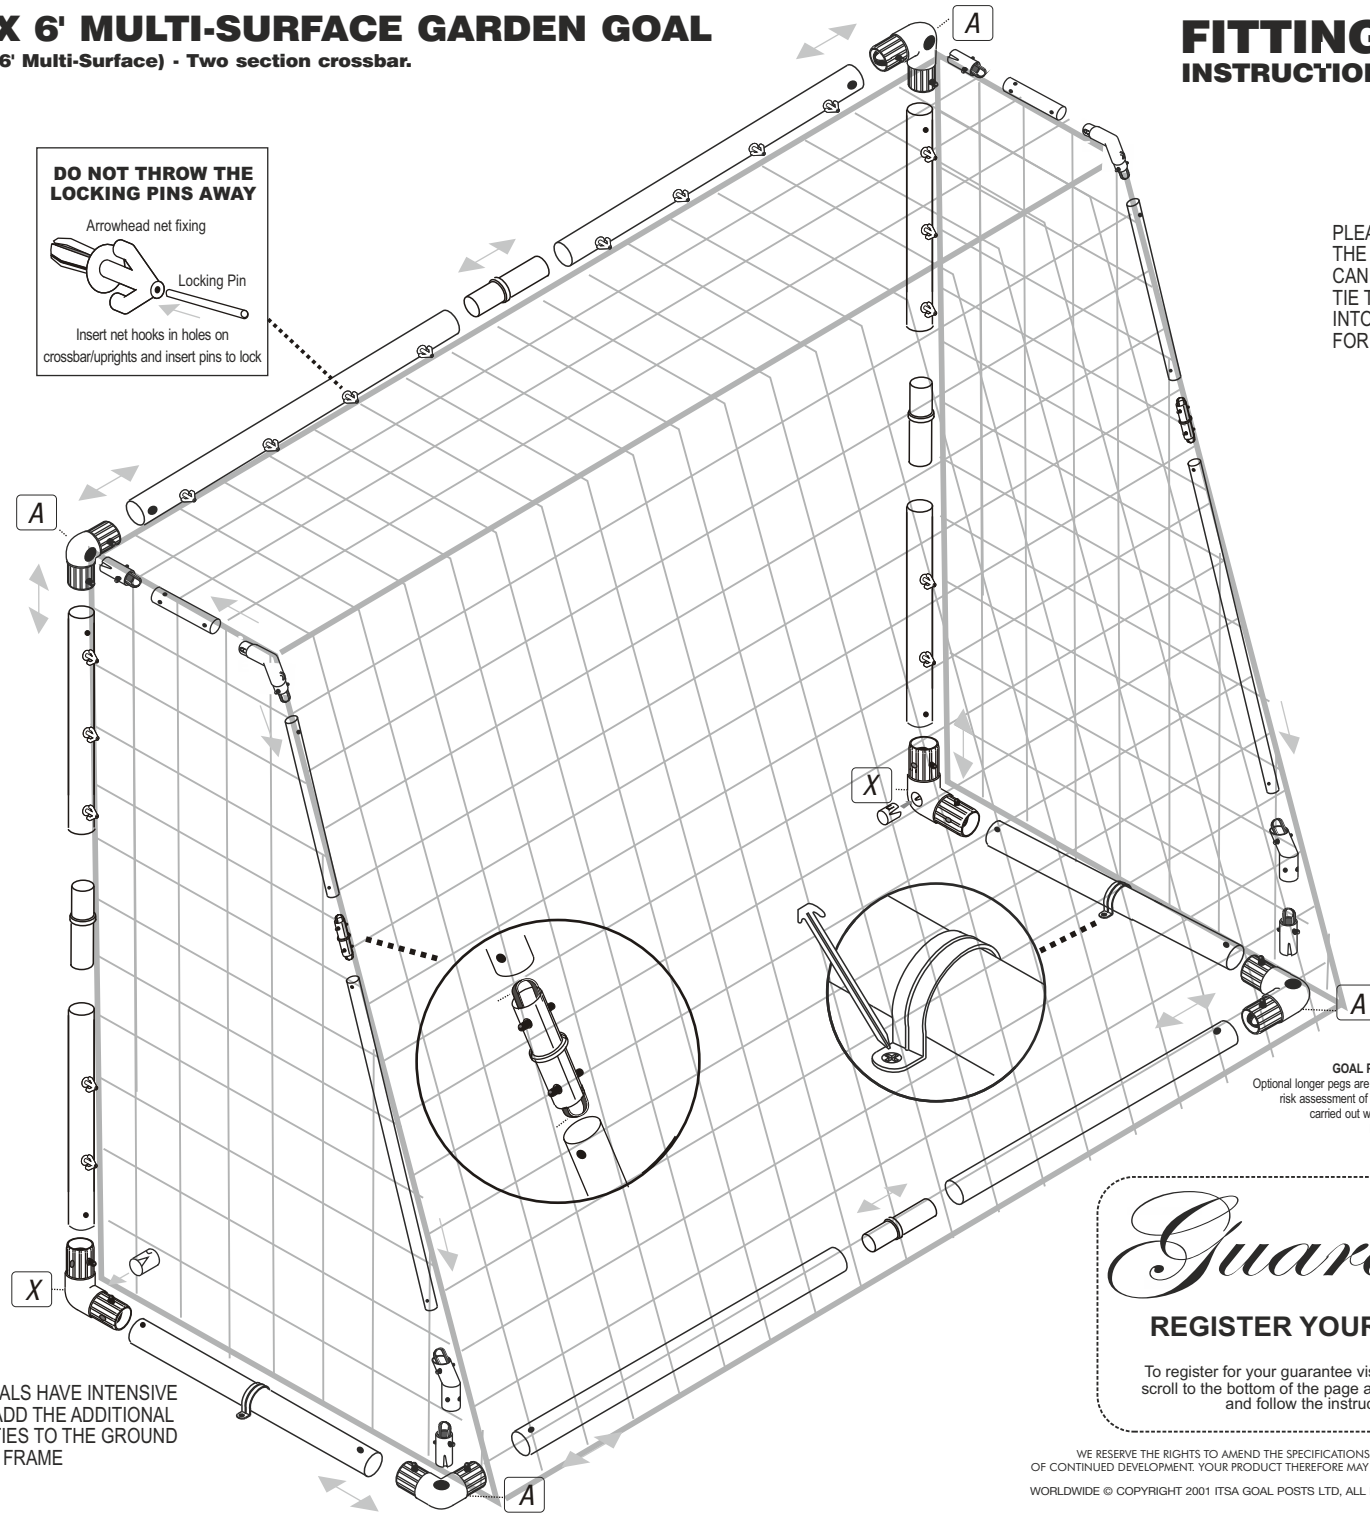 X 6' MULTI-SURFACE GARDEN GOAL
6' Multi-Surface) - Two section crossbar.
FITTING
INSTRUCTION
A
DO NOT THROW THE
LOCKING PINS AWAY
Arrowhead net fixing
Locking Pin
Insert net hooks in holes on
crossbar/uprights and insert pins to lock
PLEA
THE
CAN
TIE T
INTO
FOR
A
X
A
GOAL P
Optional longer pegs are
risk assessment of
carried out w
X
Guar
REGISTER YOUR
To register for your guarantee vis
scroll to the bottom of the page a
and follow the instruc
ALS HAVE INTENSIVE
ADD THE ADDITIONAL
TIES TO THE GROUND
FRAME
A
WE RESERVE THE RIGHTS TO AMEND THE SPECIFICATIONS
OF CONTINUED DEVELOPMENT. YOUR PRODUCT THEREFORE MAY
WORLDWIDE © COPYRIGHT 2001 ITSA GOAL POSTS LTD, ALL